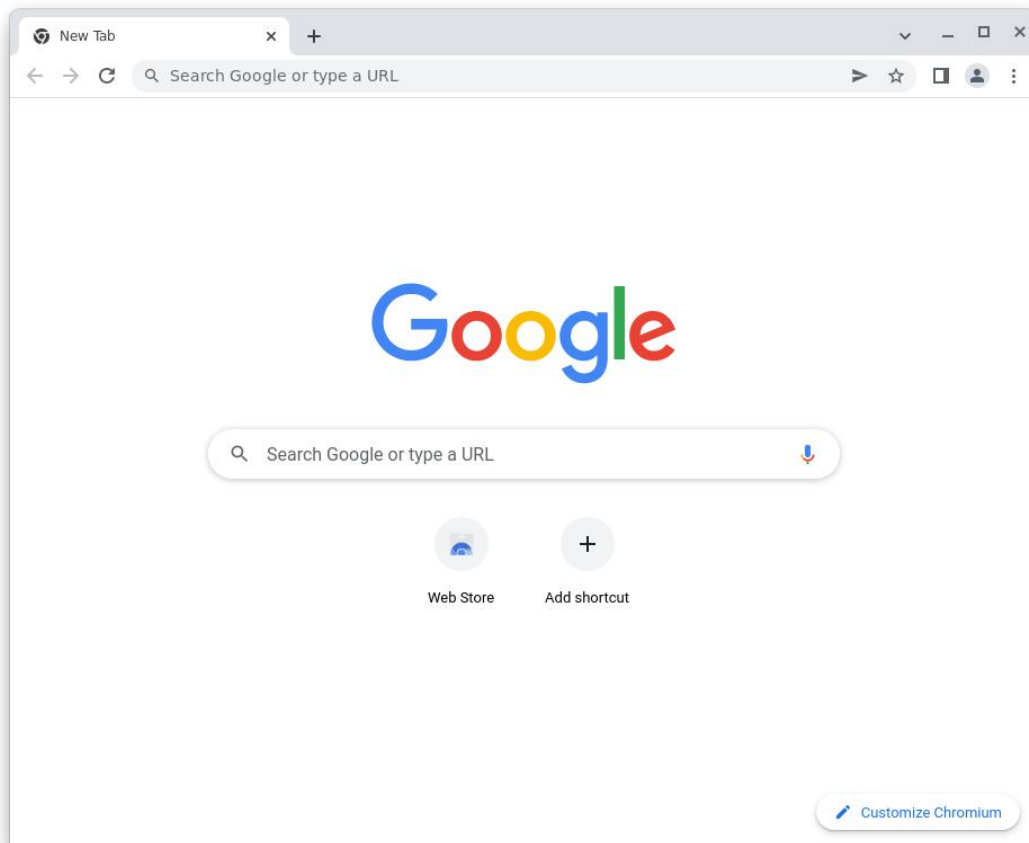 New Tab
Search Google or type a URL
Google
Search Google or type a URL
Web Store
Add shortcut
Customize Chromium